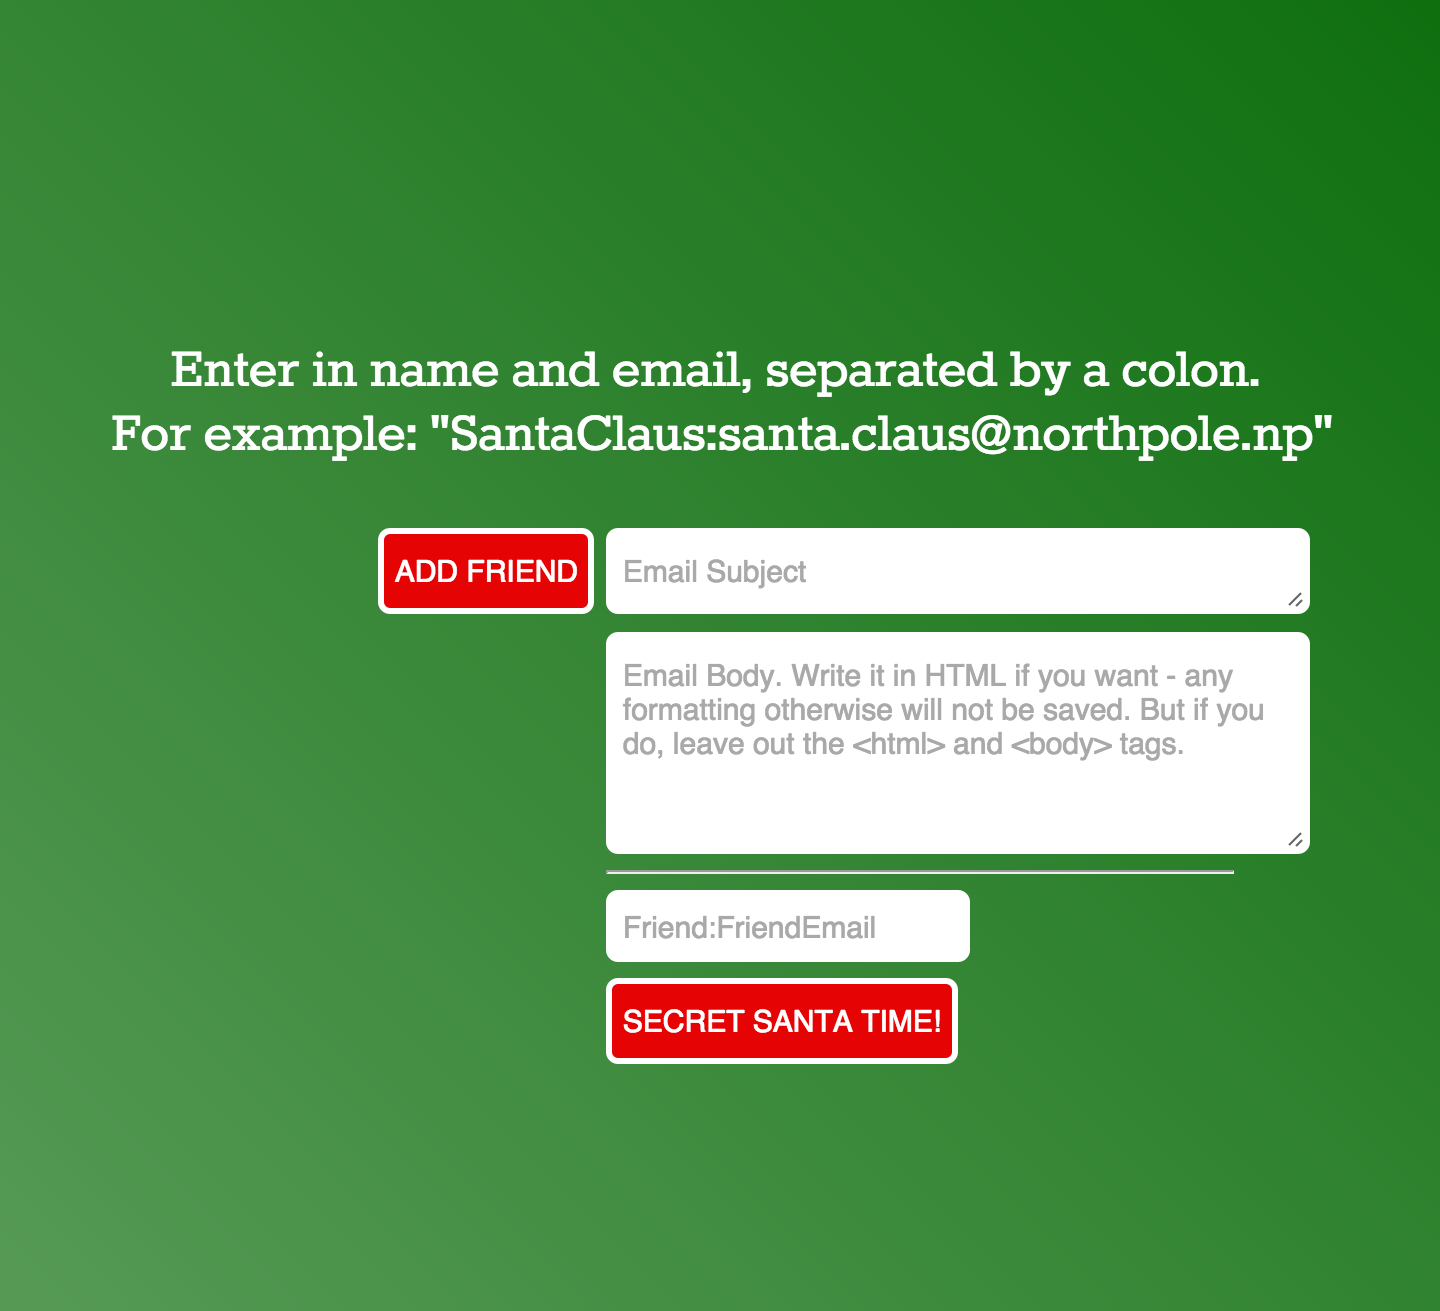 Enter in name and email, separated by a colon.
For example: "SantaClaus:santa.claus@northpole.np"
ADD FRIEND
Email Subject
Email Body. Write it in HTML if you want - any
formatting otherwise will not be saved. But if you
do, leave out the <html> and <body> tags.
Friend:FriendEmail
SECRET SANTA TIME!